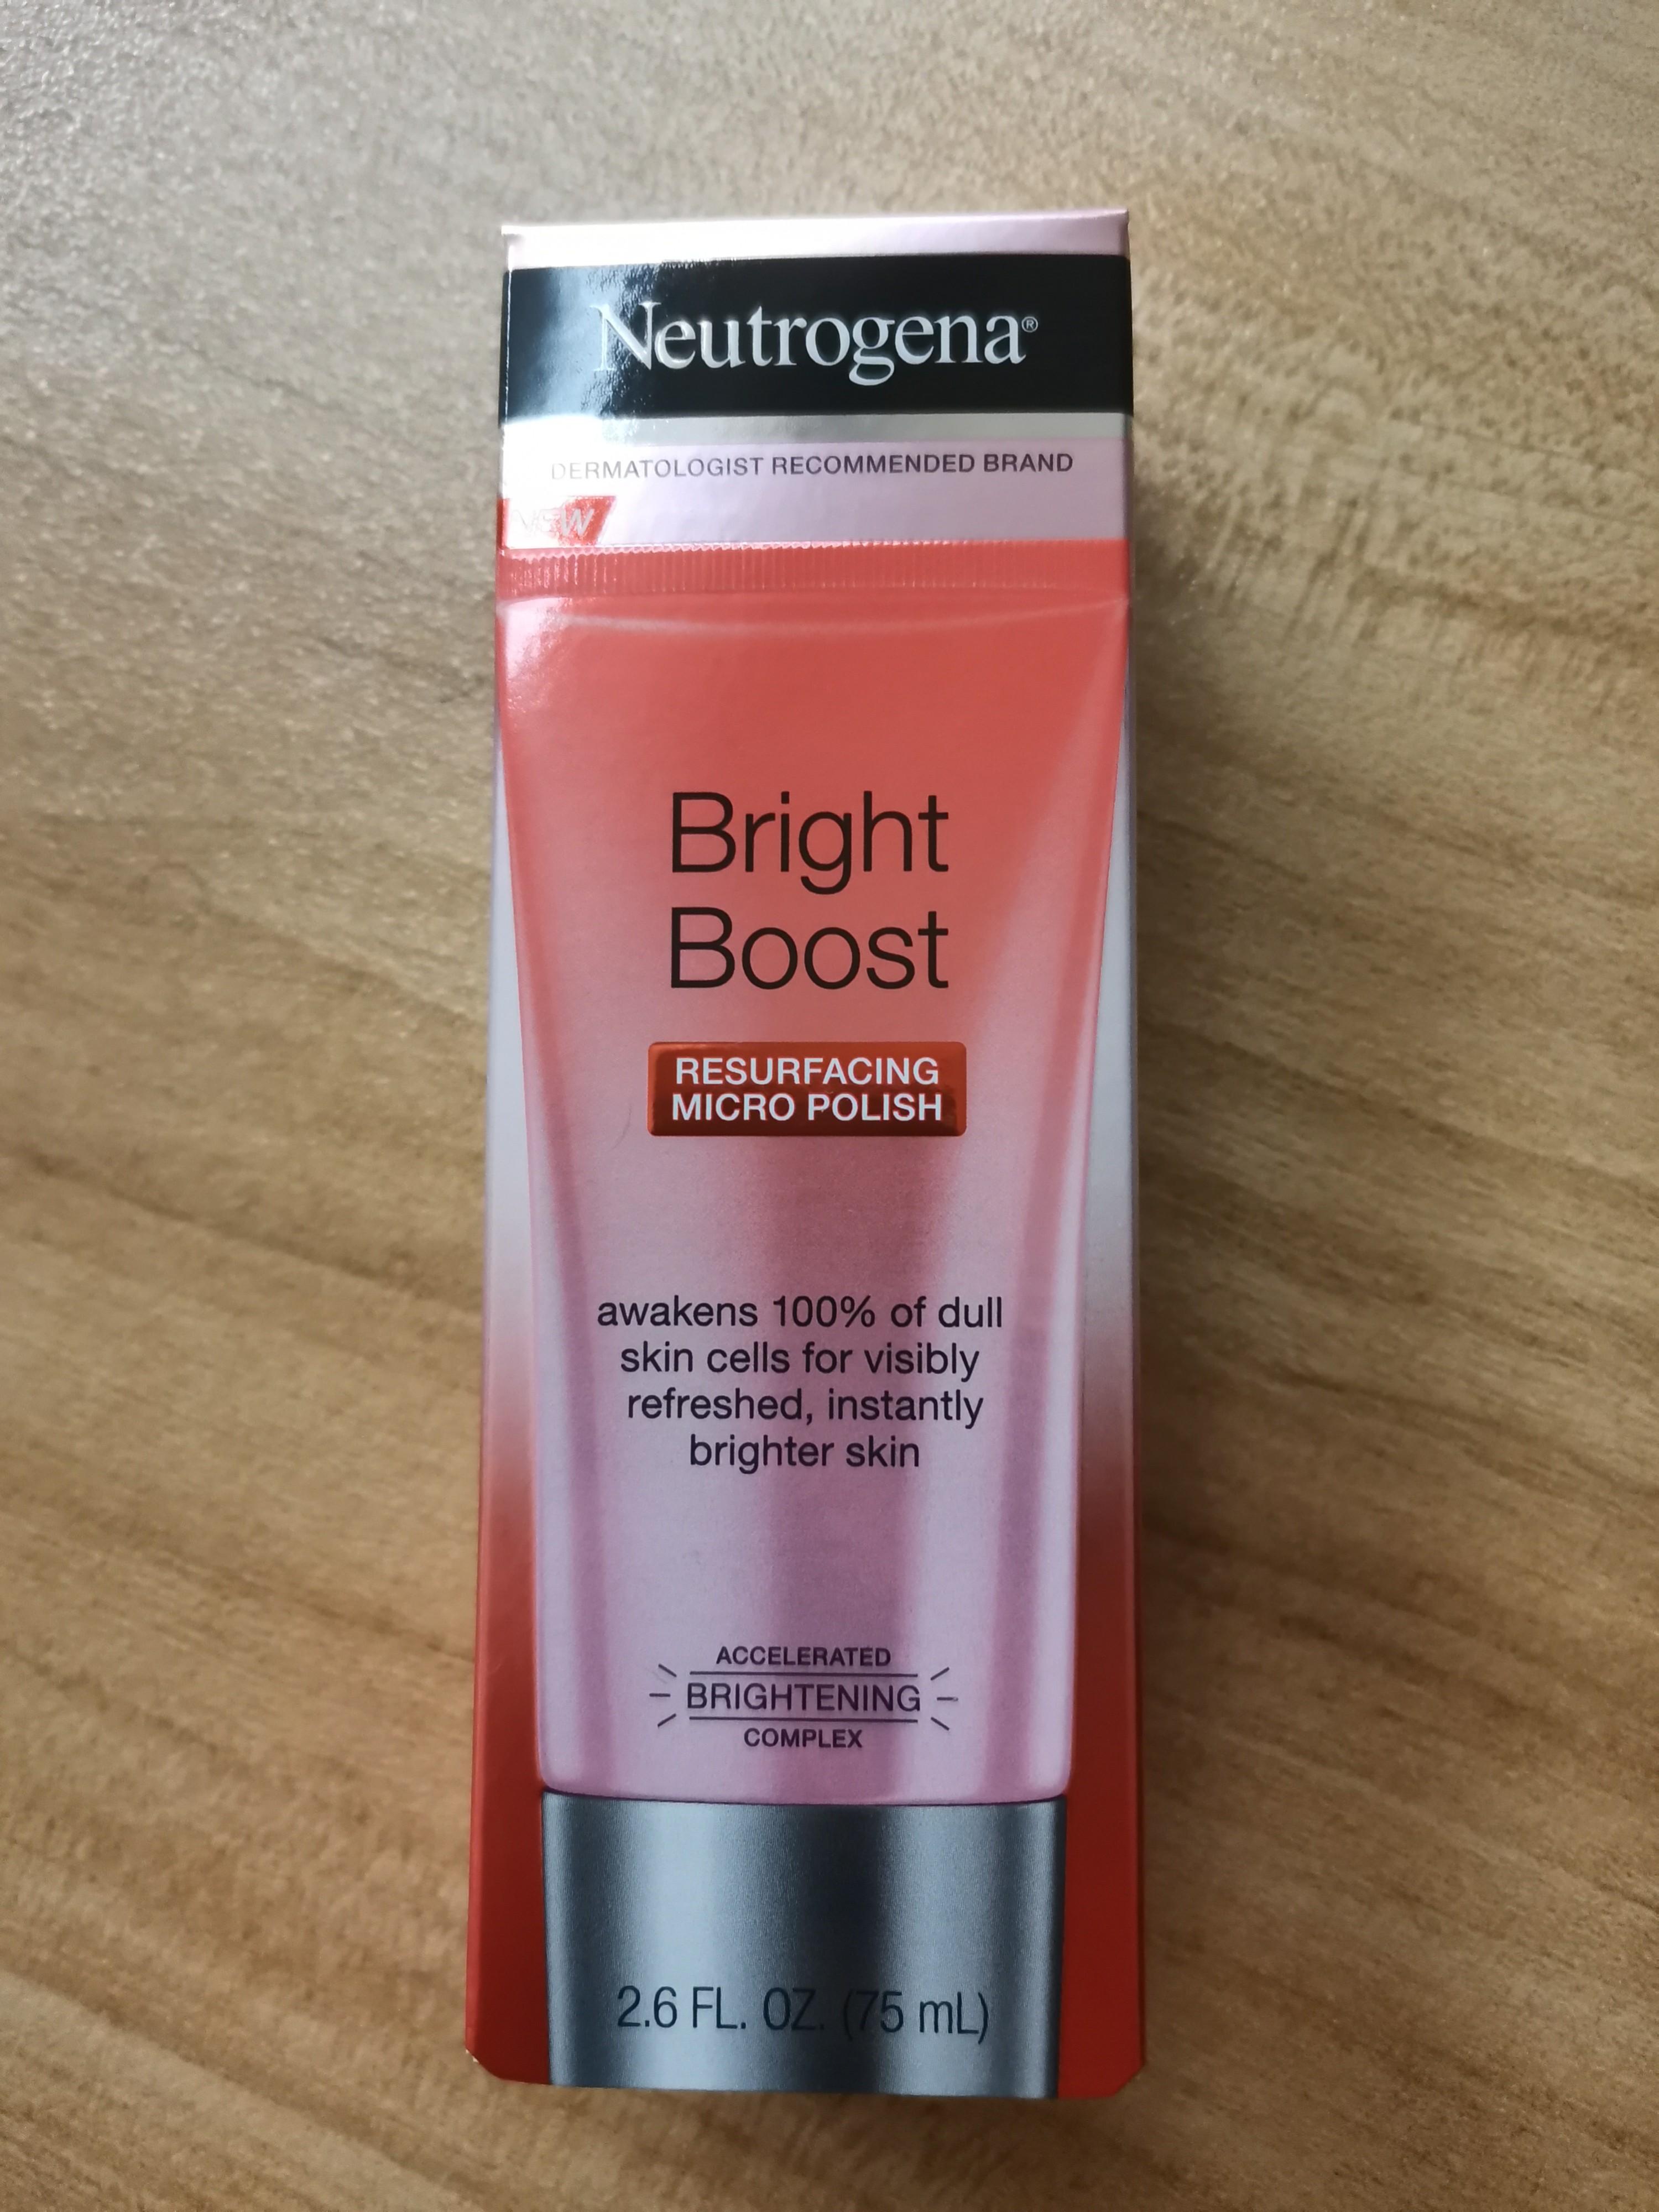 Neutrogena®
DERMATOLOGIST RECOMMENDED BRAND
NEW
Bright
Boost
RESURFACING
MICRO POLISH
awakens 100% of dull
skin cells for visibly
refreshed, instantly
brighter skin
ACCELERATED
BRIGHTENING
COMPLEX
2.6 FL. OZ. (75 mL)